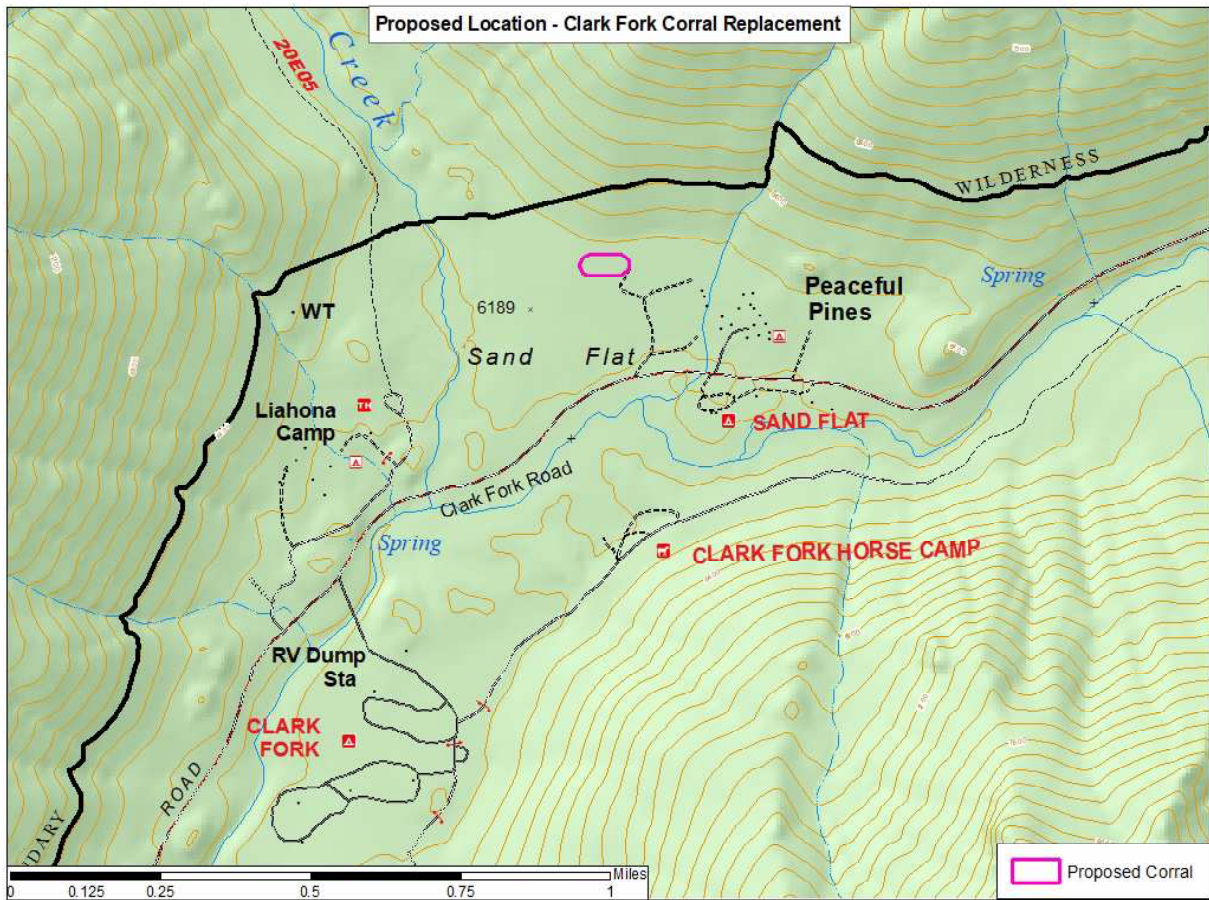 Proposed Location - Clark Fork Corral Replacement
20E05
Creek
WILDERNESS
WT
6189
Peaceful
Pines
Spring
Sand Flat
Liahona
Camp
TH
SAND FLAT
Clark Fork Road
Spring
CLARK FORK HORSE CAMP
RV Dump
Sta
CLARK
FORK
ROAD
NDARY
Miles
0 0.125 0.25 0.5 0.75 1
Proposed Corral